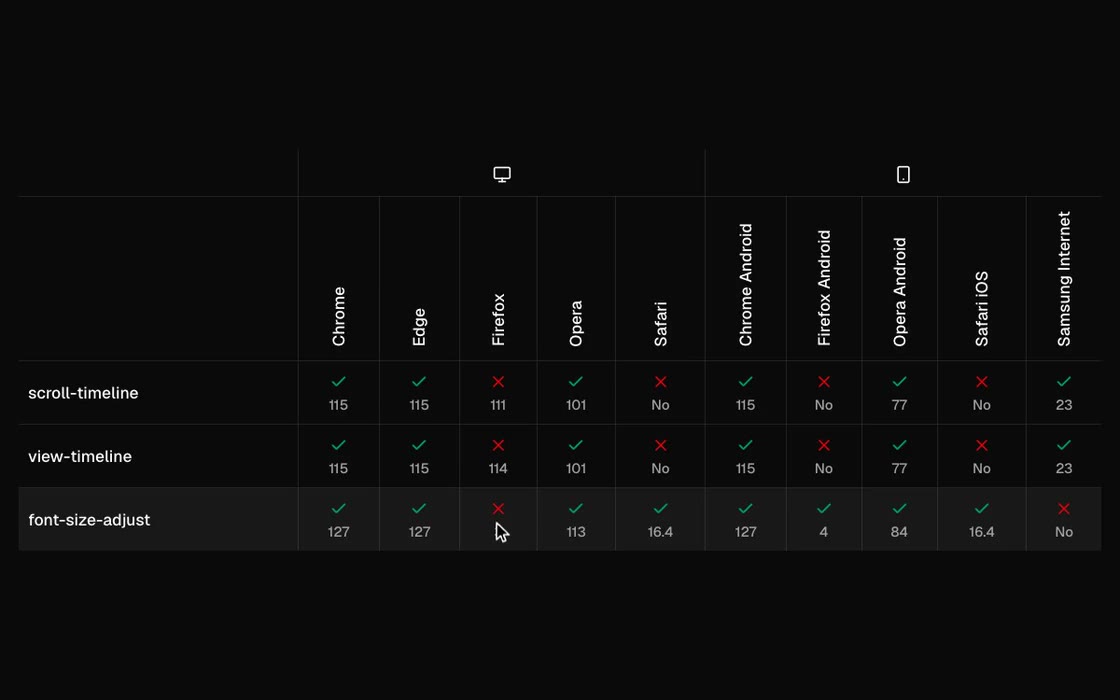 Chrome Edge Firefox Opera Safari Chrome Android Firefox Android Opera Android Safari iOS Samsung Internet
scroll-timeline
115 115 111 101 No 115 No 77 No 23
view-timeline
115 115 114 101 No 115 No 77 No 23
font-size-adjust
127 127 113 16.4 127 4 84 16.4 No